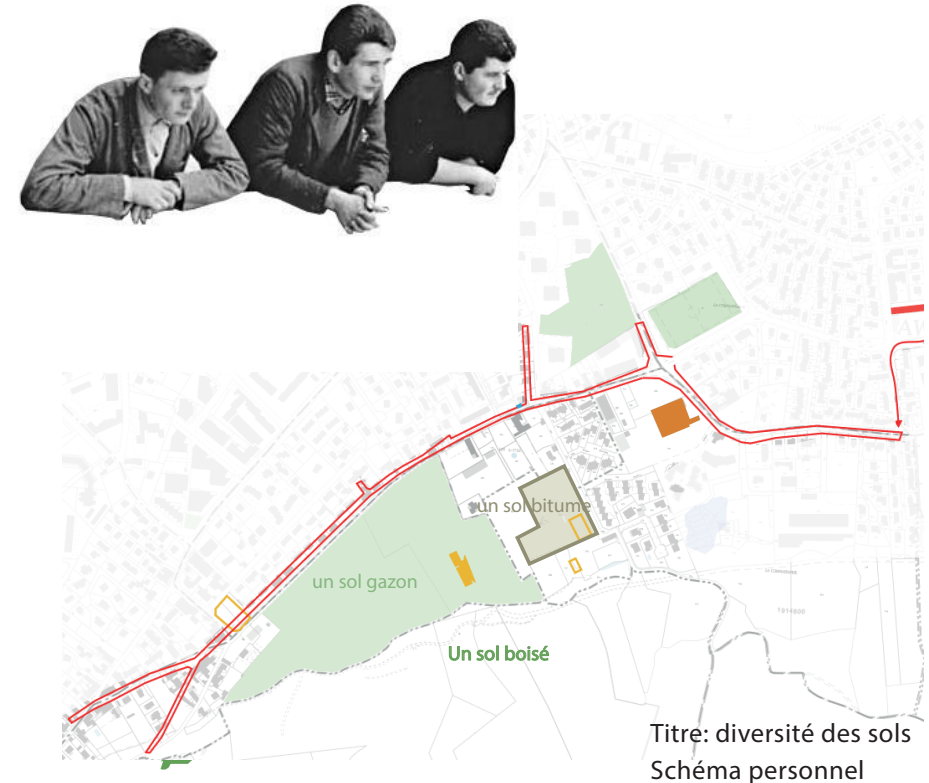 un sol bitume
un sol gazon
Un sol boisé
Titre: diversité des sols
Schéma personnel